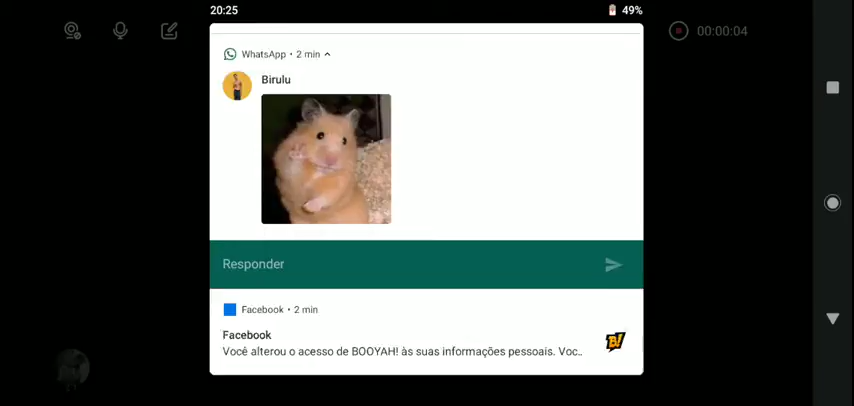 20:25
49%
00:00:04
WhatsApp • 2 min
Birulu
Responder
Facebook • 2 min
Facebook
Você alterou o acesso de BOOYAH! às suas informações pessoais. Voc..
B!